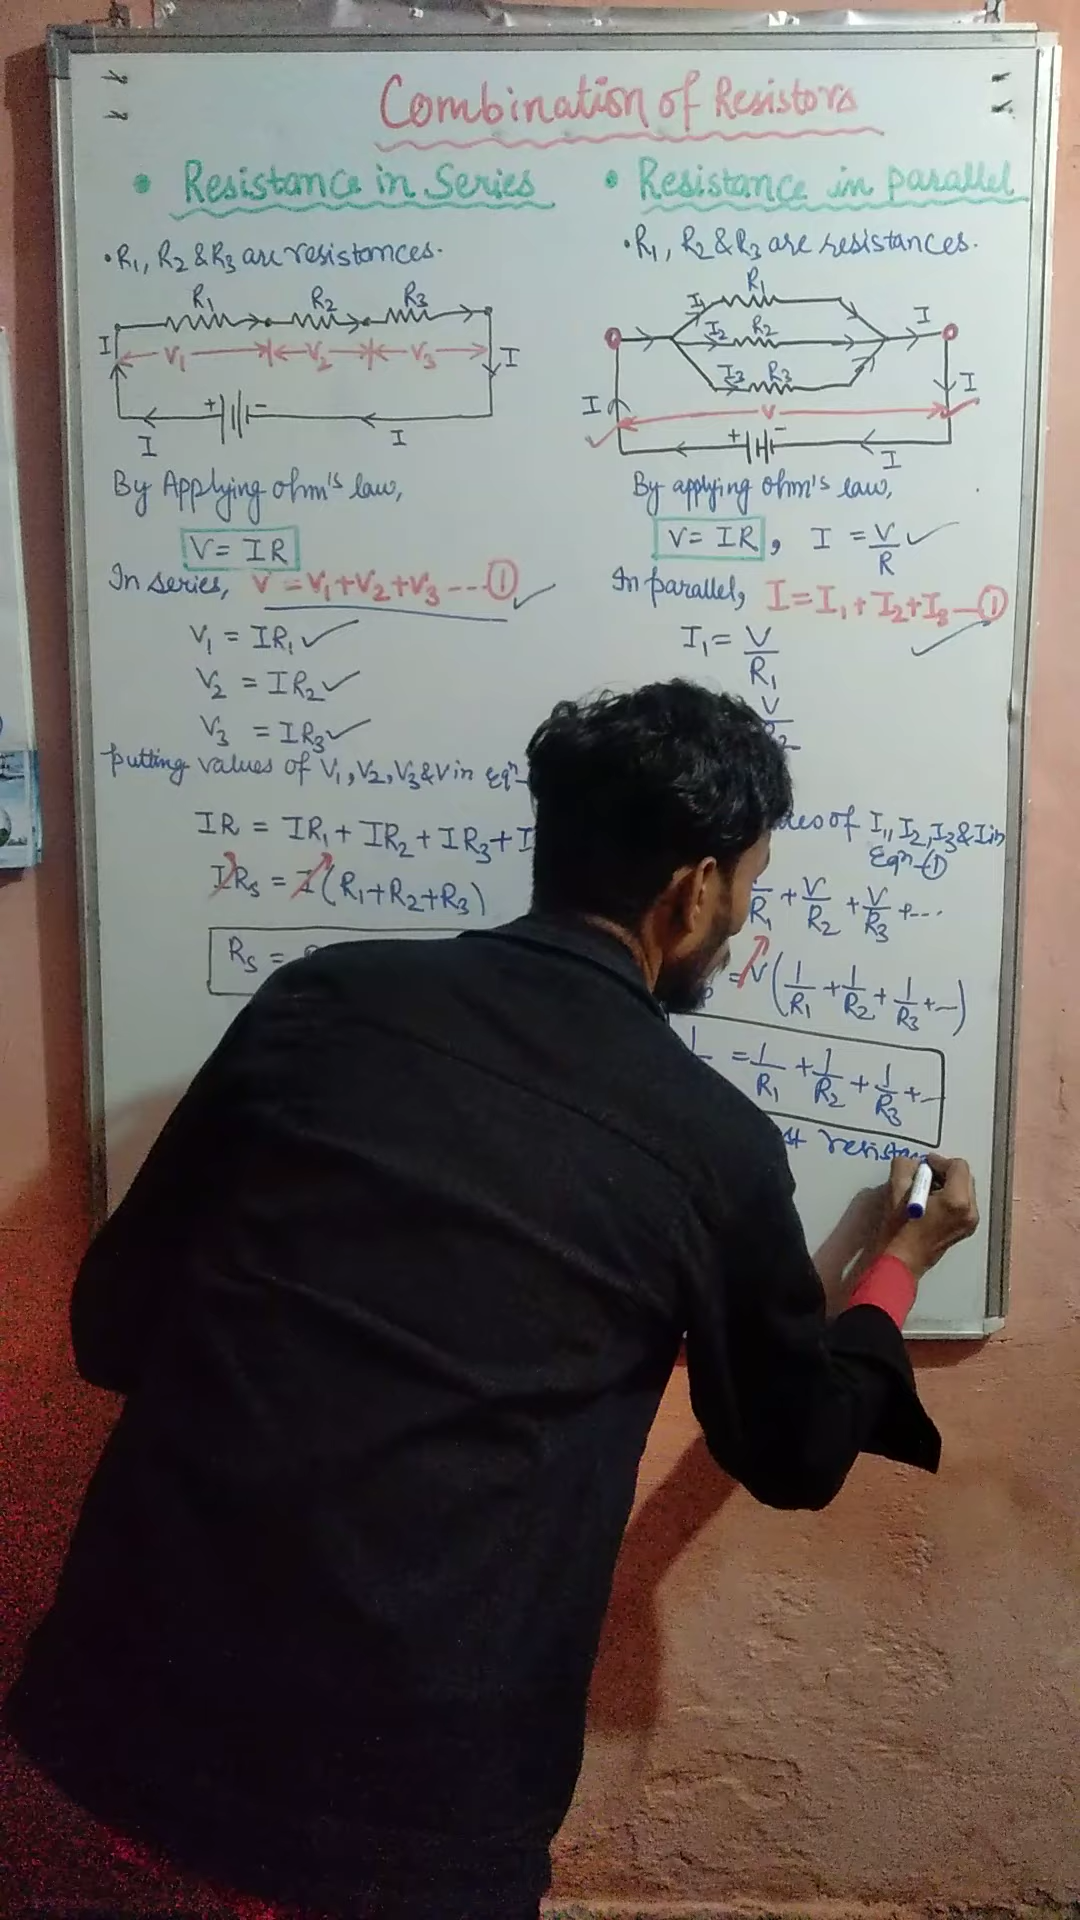 Combination of Resistors
• Resistance in Series
• R₁, R₂ & R₃ are resistances.
R₁ R₂ R₃
I V₁ V₂ V₃ I
+ -
I I
By Applying ohm's law,
V = IR
In series, V = V₁+V₂+V₃ --- ①
V₁ = IR₁ ✓
V₂ = IR₂ ✓
V₃ = IR₃ ✓
putting values of V₁, V₂, V₃ & V in Eqⁿ
IR = IR₁ + IR₂ + IR₃ + I
IRs = I (R₁+R₂+R₃)
Rs =
• Resistance in parallel
• R₁, R₂ & R₃ are resistances.
I₁ R₁
I₂ R₂ I
I₃ R₃
I V I
+ -
I
By applying ohm's law,
V = IR, I = V/R ✓
In parallel, I = I₁ + I₂ + I₃ - ①
I₁ = V/R₁
V
of I₁, I₂, I₃ & I in
Eqⁿ-①
R₁ + V/R₂ + V/R₃ +---
= V (1/R₁ + 1/R₂ + 1/R₃ + --)
1 = 1/R₁ + 1/R₂ + 1/R₃ + --